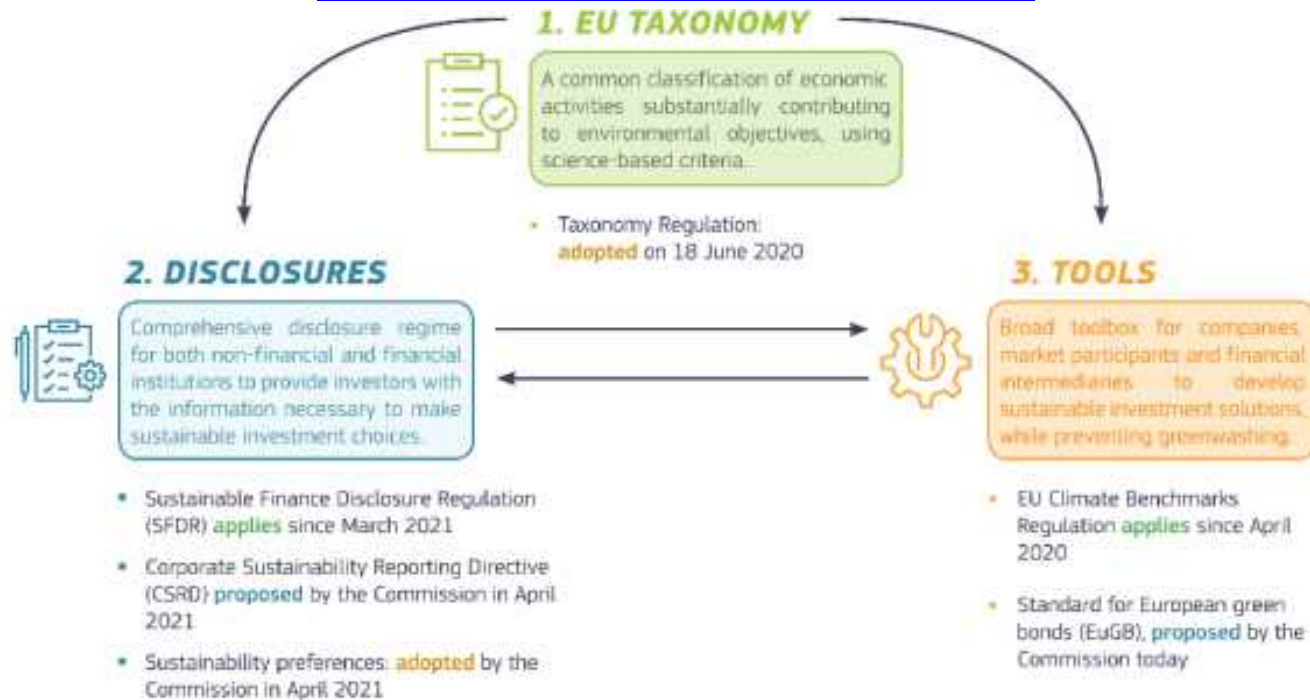 1. EU TAXONOMY
A common classification of economic
activities substantially contributing
to environmental objectives, using
science-based criteria.
• Taxonomy Regulation:
adopted on 18 June 2020
2. DISCLOSURES
Comprehensive disclosure regime
for both non-financial and financial
institutions to provide investors with
the information necessary to make
sustainable investment choices.
• Sustainable Finance Disclosure Regulation
(SFDR) applies since March 2021
• Corporate Sustainability Reporting Directive
(CSRD) proposed by the Commission in April
2021
• Sustainability preferences: adopted by the
Commission in April 2021
3. TOOLS
Broad toolbox for companies,
market participants and financial
intermediaries to develop
sustainable investment solutions,
while preventing greenwashing.
• EU Climate Benchmarks
Regulation applies since April
2020
• Standard for European green
bonds (EuGB), proposed by the
Commission today